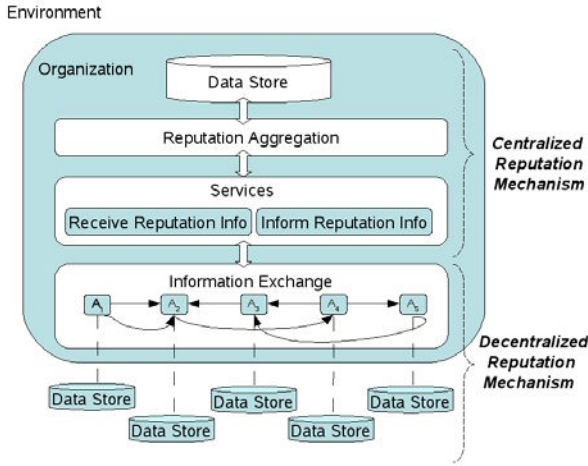 Environment
Organization
Data Store
Reputation Aggregation
Services
Receive Reputation Info
Inform Reputation Info
Centralized
Reputation
Mechanism
Information Exchange
A1
A2
A3
A4
A5
Decentralized
Reputation
Mechanism
Data Store
Data Store
Data Store
Data Store
Data Store